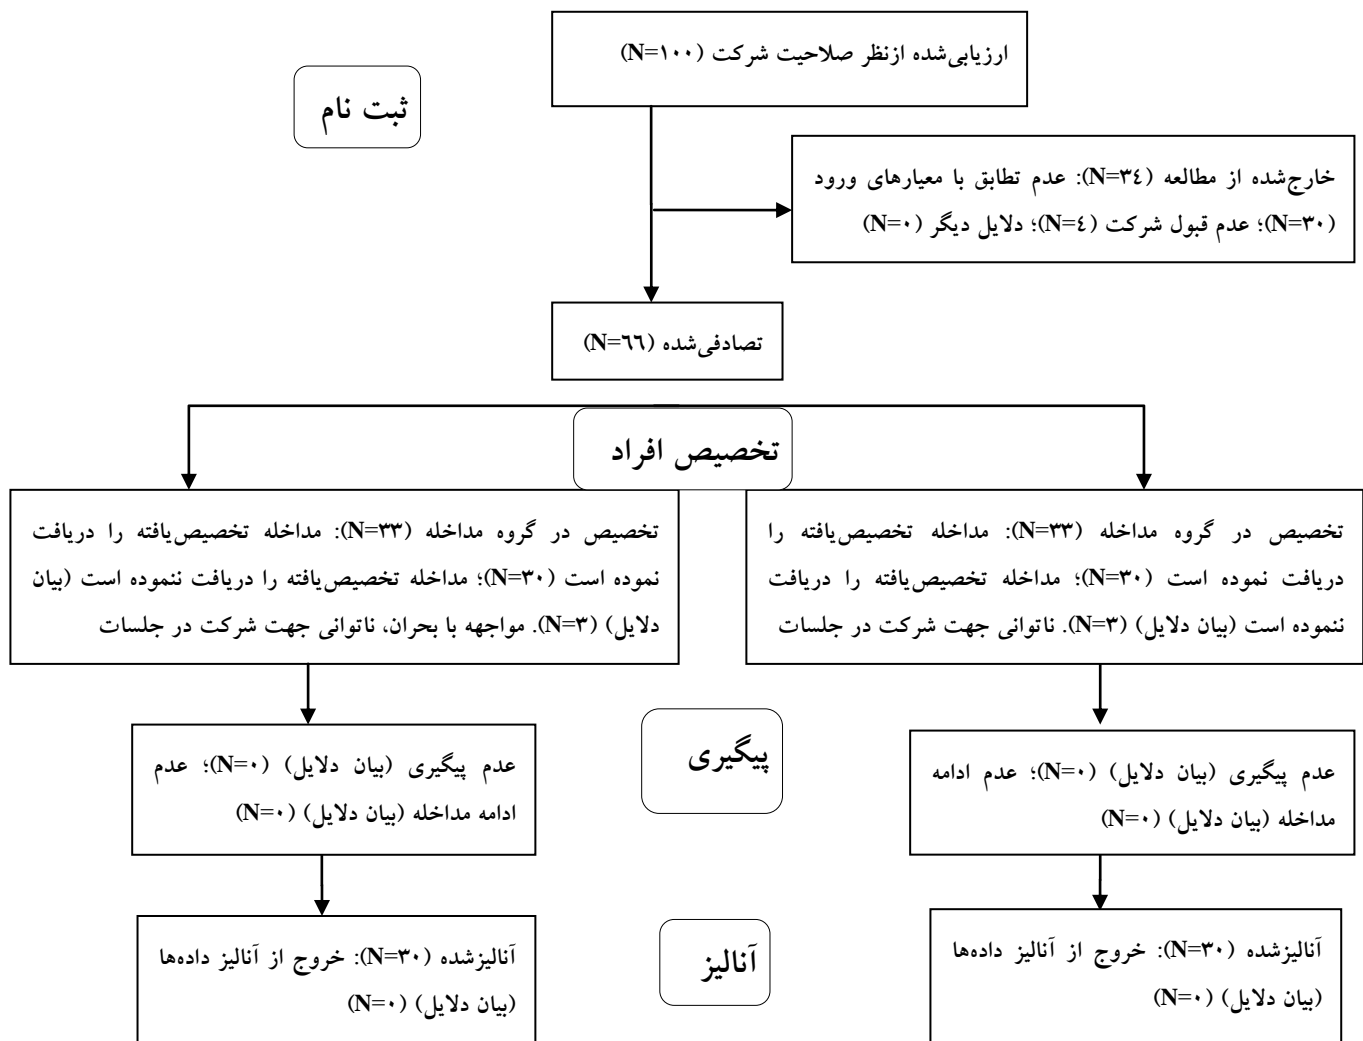 ارزیابی‌شده ازنظر صلاحیت شرکت (N=۱۰۰)
ثبت نام
خارج‌شده از مطالعه (N=۳٤): عدم تطابق با معیارهای ورود
(N=۳۰)؛ عدم قبول شرکت (N=٤)؛ دلایل دیگر (N=۰)
تصادفی‌شده (N=٦٦)
تخصیص افراد
تخصیص در گروه مداخله (N=۳۳): مداخله تخصیص‌یافته را
دریافت نموده است (N=۳۰)؛ مداخله تخصیص‌یافته را دریافت
ننموده است (بیان دلایل) (N=۳). ناتوانی جهت شرکت در جلسات
تخصیص در گروه مداخله (N=۳۳): مداخله تخصیص‌یافته را دریافت
نموده است (N=۳۰)؛ مداخله تخصیص‌یافته را دریافت ننموده است (بیان
دلایل) (N=۳). مواجهه با بحران، ناتوانی جهت شرکت در جلسات
پیگیری
عدم پیگیری (بیان دلایل) (N=۰)؛ عدم ادامه
مداخله (بیان دلایل) (N=۰)
عدم پیگیری (بیان دلایل) (N=۰)؛ عدم
ادامه مداخله (بیان دلایل) (N=۰)
آنالیز
آنالیزشده (N=۳۰): خروج از آنالیز داده‌ها
(بیان دلایل) (N=۰)
آنالیزشده (N=۳۰): خروج از آنالیز داده‌ها
(بیان دلایل) (N=۰)